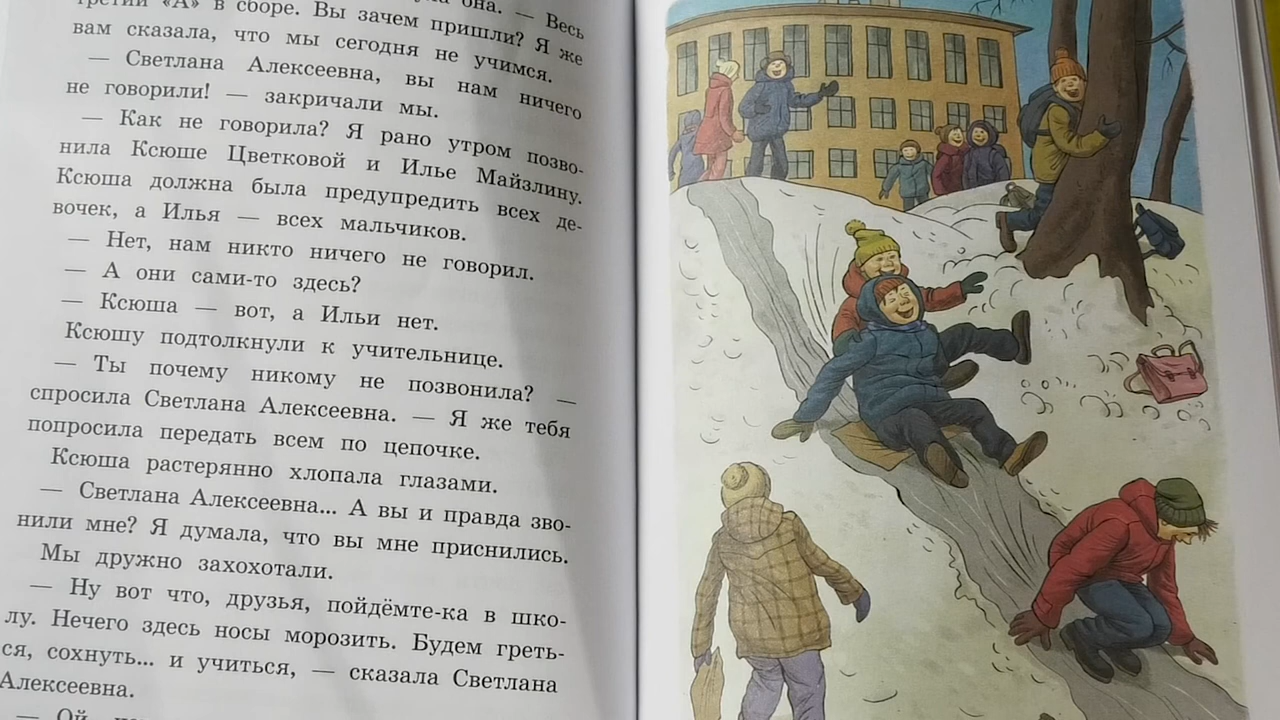 она. — Весь
третий «А» в сборе. Вы зачем пришли? Я же
вам сказала, что мы сегодня не учимся.
— Светлана Алексеевна, вы нам ничего
не говорили! — закричали мы.
— Как не говорила? Я рано утром позво-
нила Ксюше Цветковой и Илье Майзлину.
Ксюша должна была предупредить всех де-
вочек, а Илья — всех мальчиков.
— Нет, нам никто ничего не говорил.
— А они сами-то здесь?
— Ксюша — вот, а Ильи нет.
Ксюшу подтолкнули к учительнице.
— Ты почему никому не позвонила? —
спросила Светлана Алексеевна. — Я же тебя
попросила передать всем по цепочке.
Ксюша растерянно хлопала глазами.
— Светлана Алексеевна... А вы и правда зво-
нили мне? Я думала, что вы мне приснились.
Мы дружно захохотали.
— Ну вот что, друзья, пойдёмте-ка в шко-
лу. Нечего здесь носы морозить. Будем греть-
ся, сохнуть... и учиться, — сказала Светлана
Алексеевна.
— Ой,